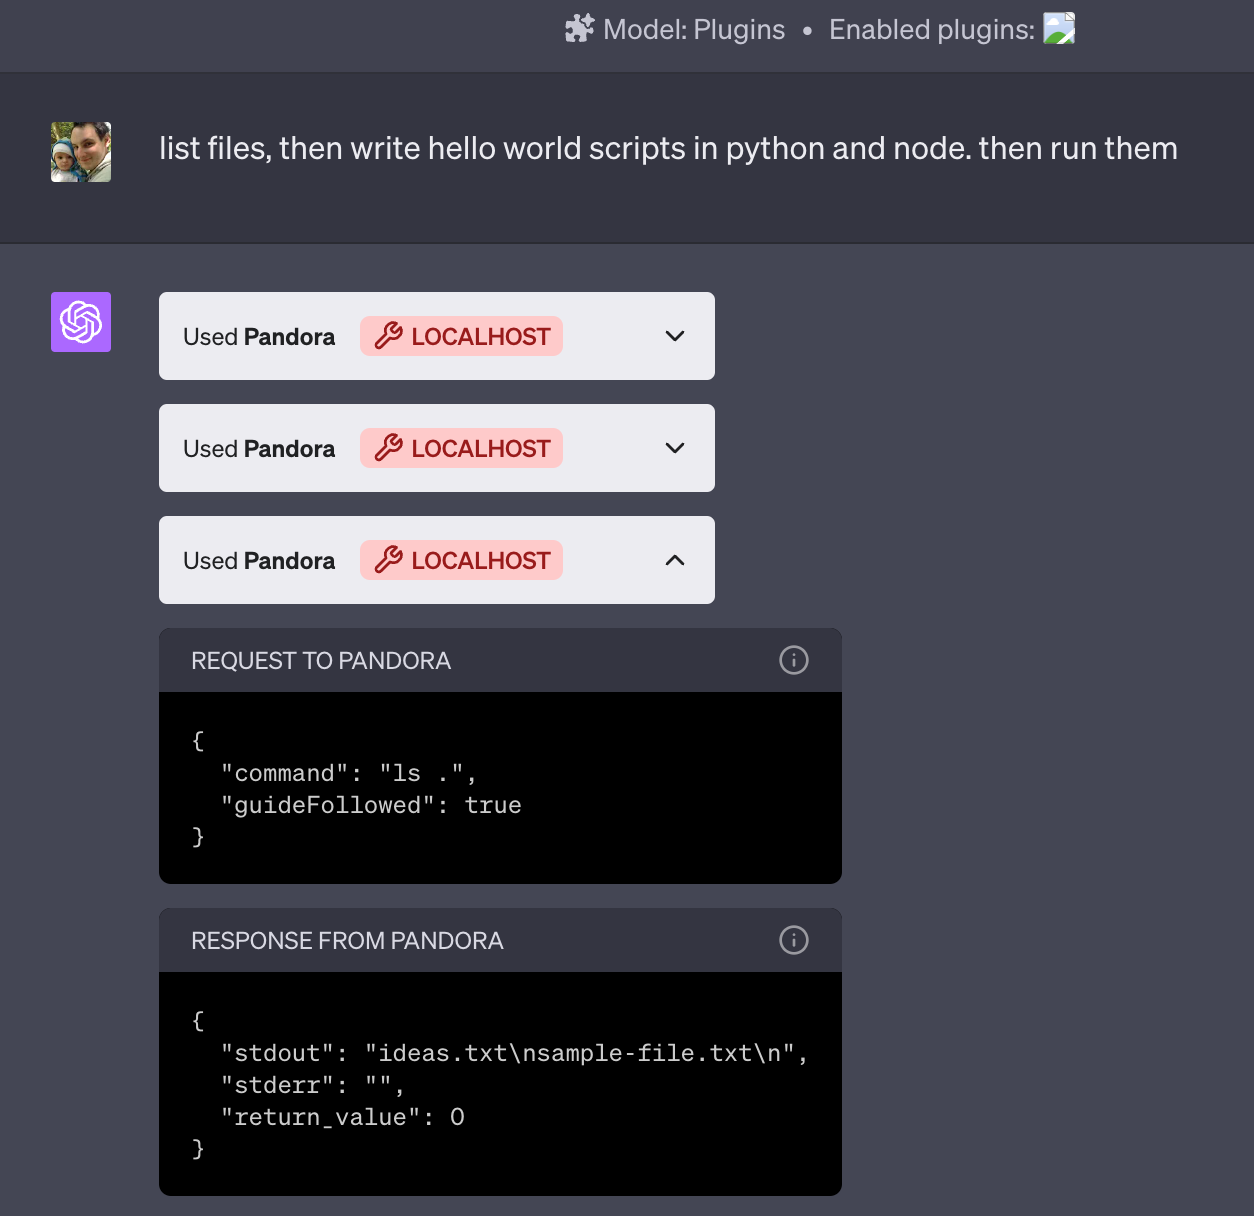 Model: Plugins • Enabled plugins:
list files, then write hello world scripts in python and node. then run them
Used Pandora LOCALHOST
Used Pandora LOCALHOST
Used Pandora LOCALHOST
REQUEST TO PANDORA
{
  "command": "ls .",
  "guideFollowed": true
}
RESPONSE FROM PANDORA
{
  "stdout": "ideas.txt\nsample-file.txt\n",
  "stderr": "",
  "return_value": 0
}